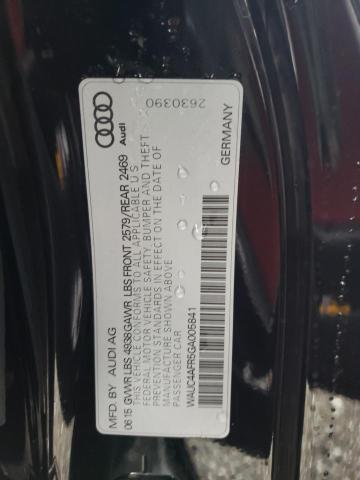 MFD. BY AUDI AG
06 15 GVWR LBS 4938 GAWR LBS FRONT 2579/REAR 2469
THIS VEHICLE CONFORMS TO ALL APPLICABLE U S
FEDERAL MOTOR VEHICLE SAFETY, BUMPER AND THEFT
PREVENTION STANDARDS IN EFFECT ON THE DATE OF
MANUFACTURE SHOWN ABOVE.
PASSENGER CAR
WAUC4AFR5GA005841
GERMANY
Audi
2630390